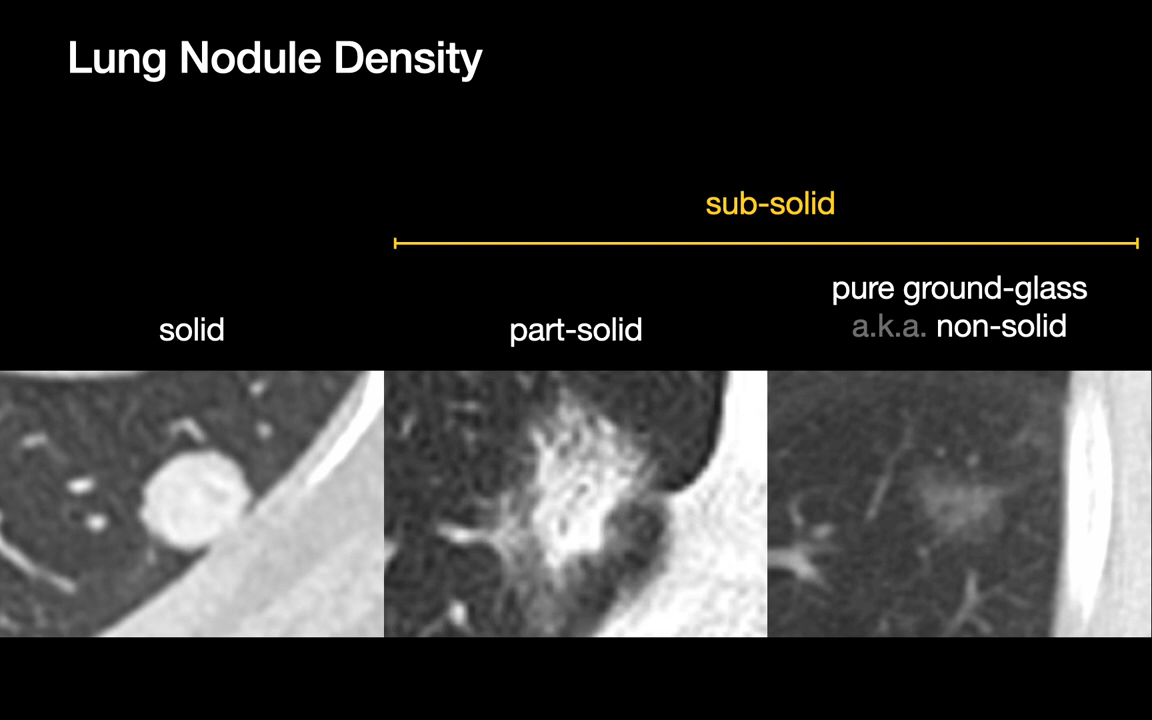 Lung Nodule Density
sub-solid
solid
part-solid
pure ground-glass
a.k.a. non-solid